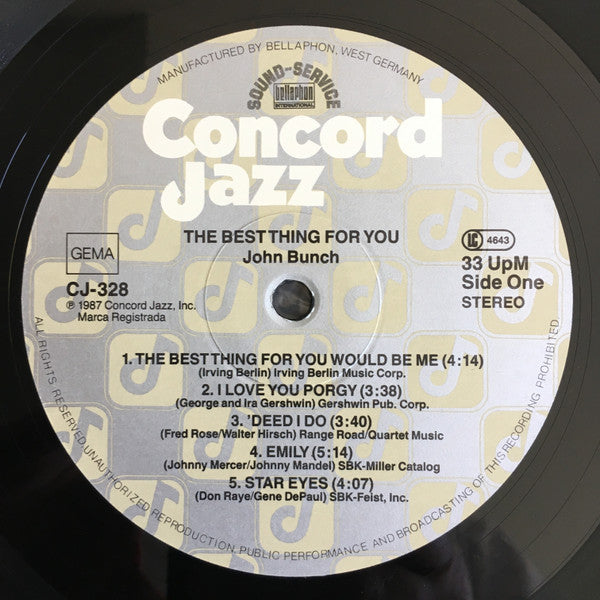 MANUFACTURED BY BELLAPHON, WEST GERMANY
SOUND-SERVICE
bellaphon
INTERNATIONAL
Concord
Jazz
THE BEST THING FOR YOU
John Bunch
GEMA
CJ-328
℗ 1987 Concord Jazz, Inc.
Marca Registrada
LC 4643
33 UpM
Side One
STEREO
1. THE BEST THING FOR YOU WOULD BE ME (4:14)
(Irving Berlin) Irving Berlin Music Corp.
2. I LOVE YOU PORGY (3:38)
(George and Ira Gershwin) Gershwin Pub. Corp.
3. 'DEED I DO (3:40)
(Fred Rose/Walter Hirsch) Range Road/Quartet Music
4. EMILY (5:14)
(Johnny Mercer/Johnny Mandel) SBK-Miller Catalog
5. STAR EYES (4:07)
(Don Raye/Gene DePaul) SBK-Feist, Inc.
ALL RIGHTS RESERVED. UNAUTHORIZED REPRODUCTION, PUBLIC PERFORMANCE AND BROADCASTING OF THIS RECORDING PROHIBITED.